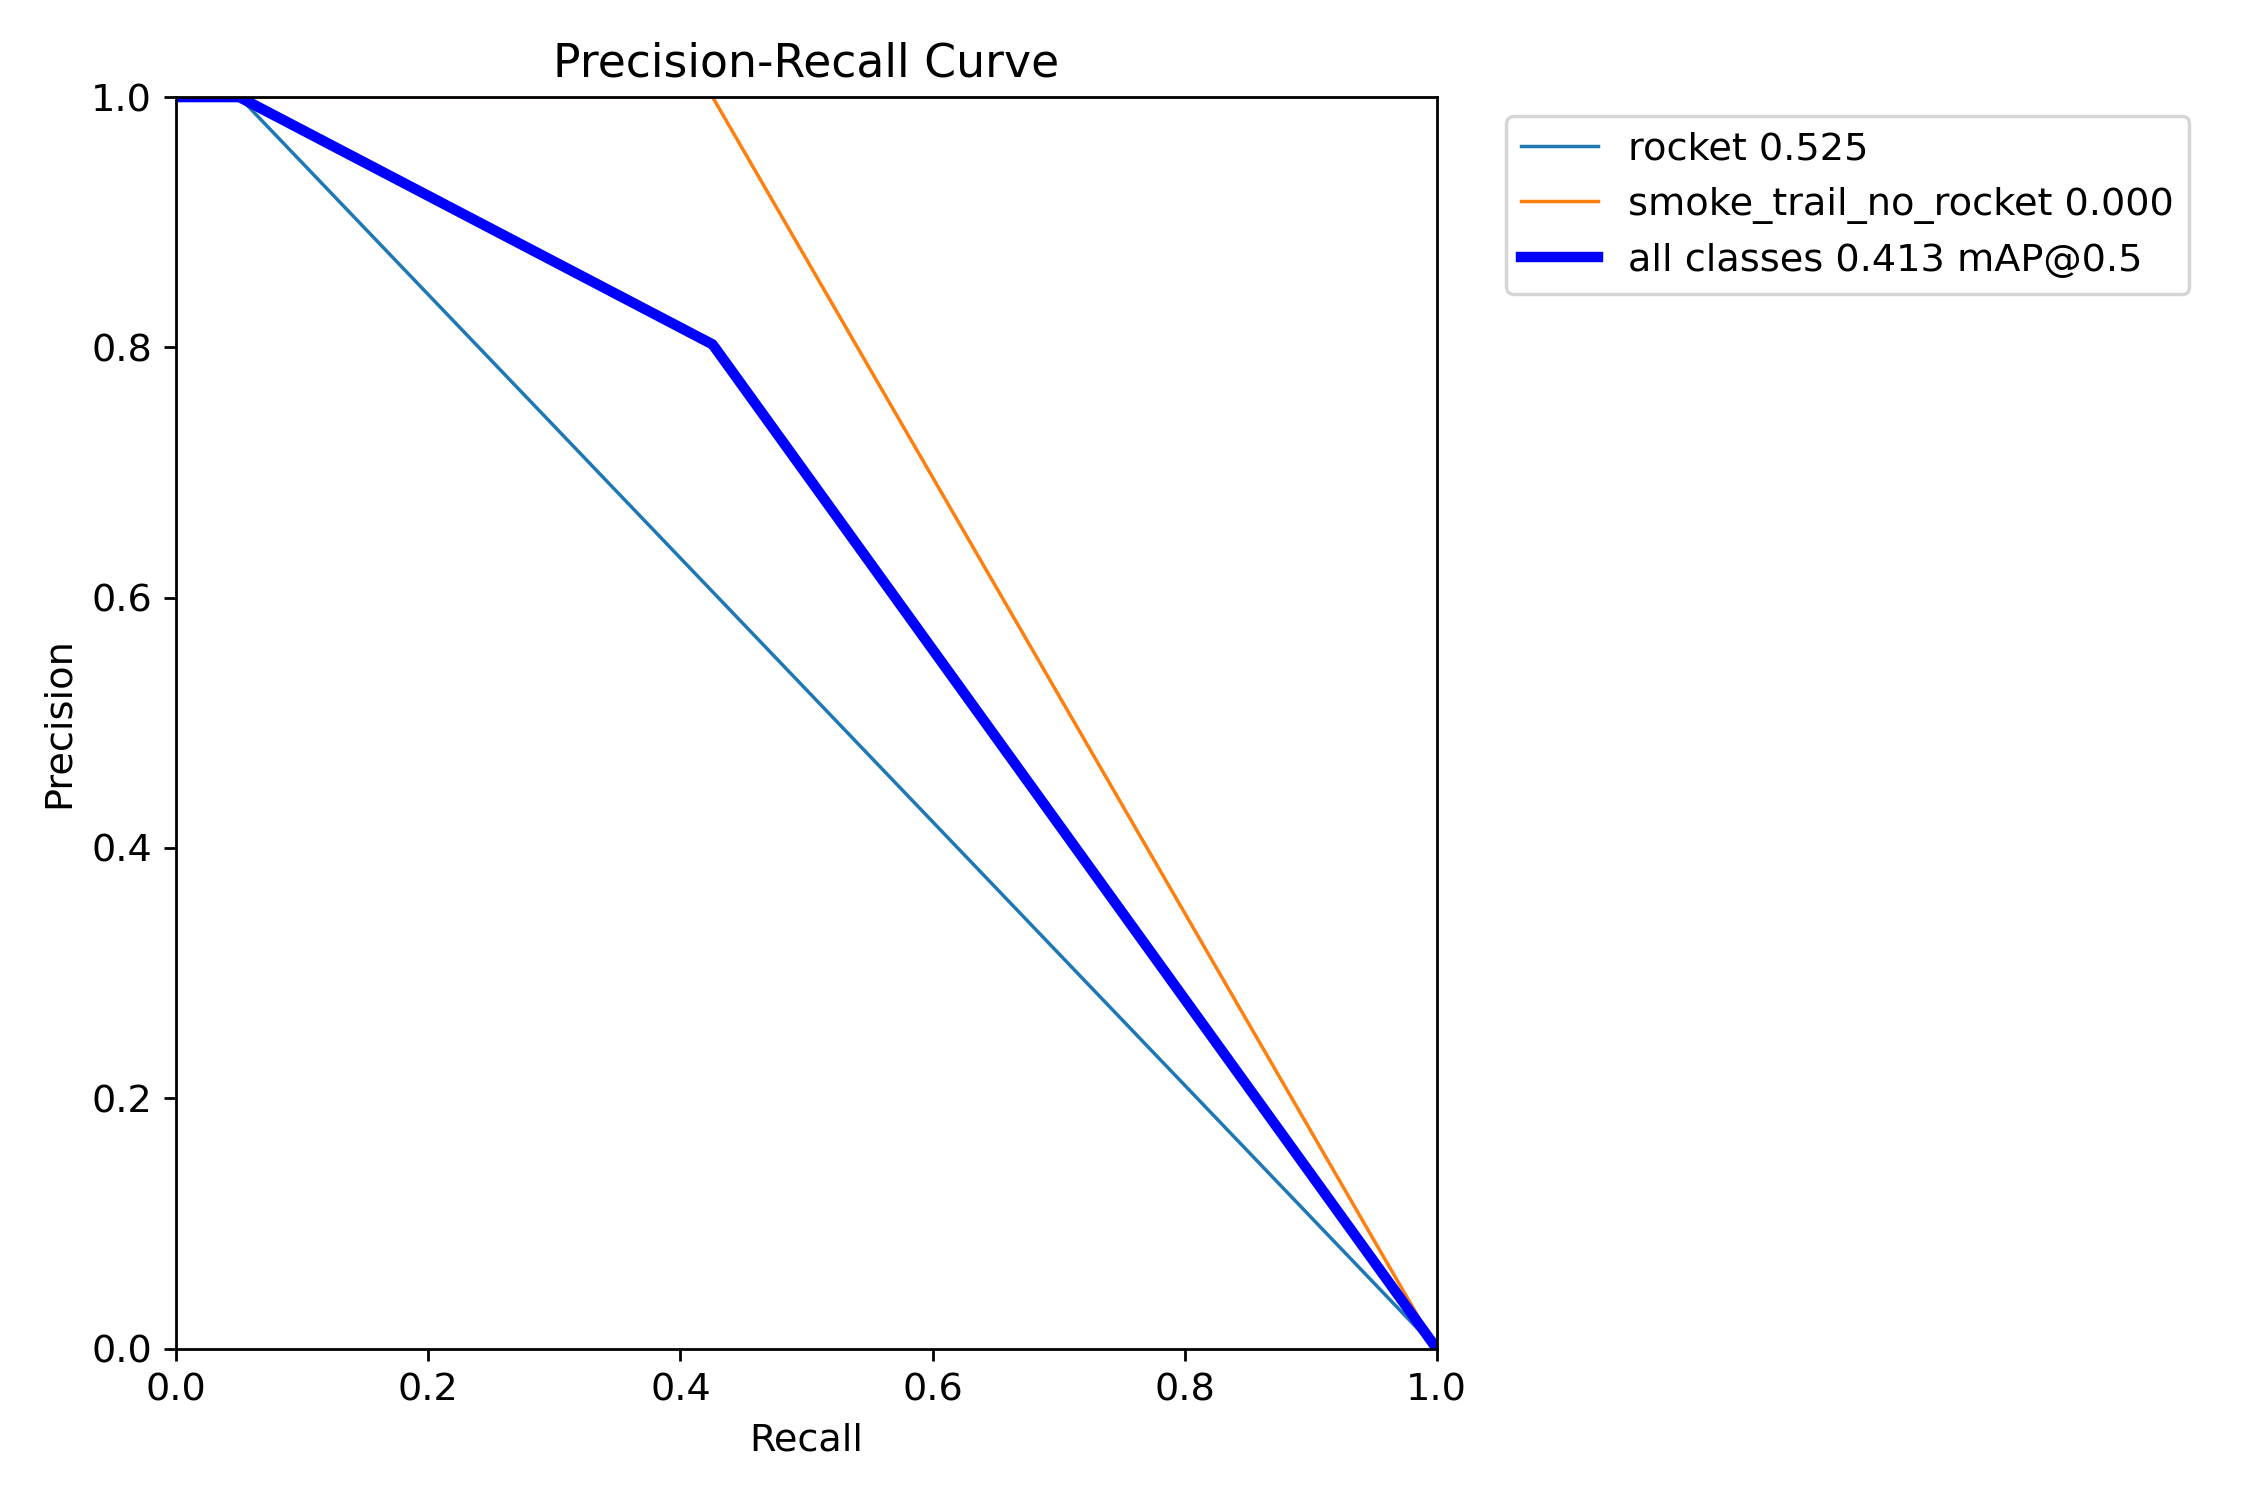 Precision-Recall Curve
1.0
0.8
0.6
0.4
0.2
0.0
Precision
0.0 0.2 0.4 0.6 0.8 1.0
Recall
rocket 0.525
smoke_trail_no_rocket 0.000
all classes 0.413 mAP@0.5